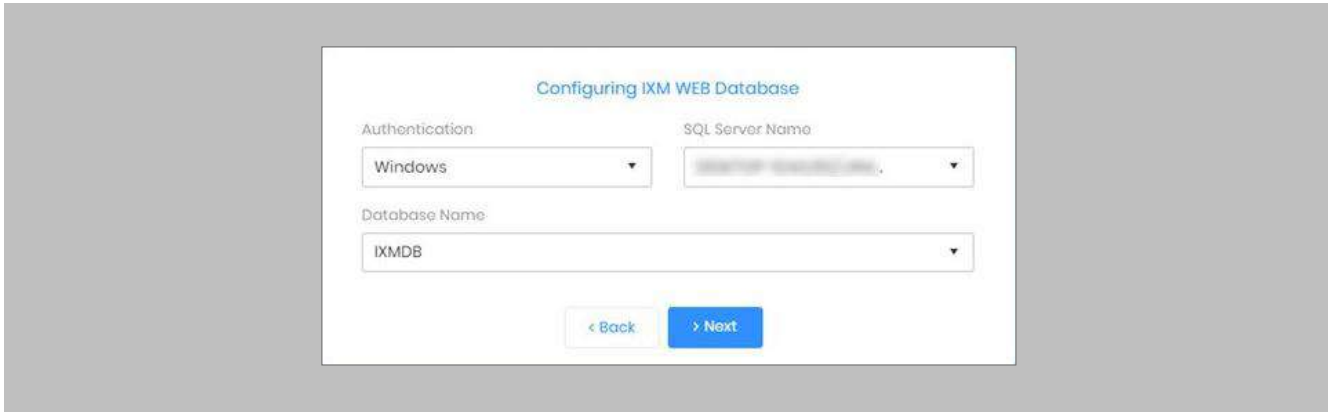 Configuring IXM WEB Database
Authentication
SQL Server Name
Windows
Database Name
IXMDB
< Back
> Next